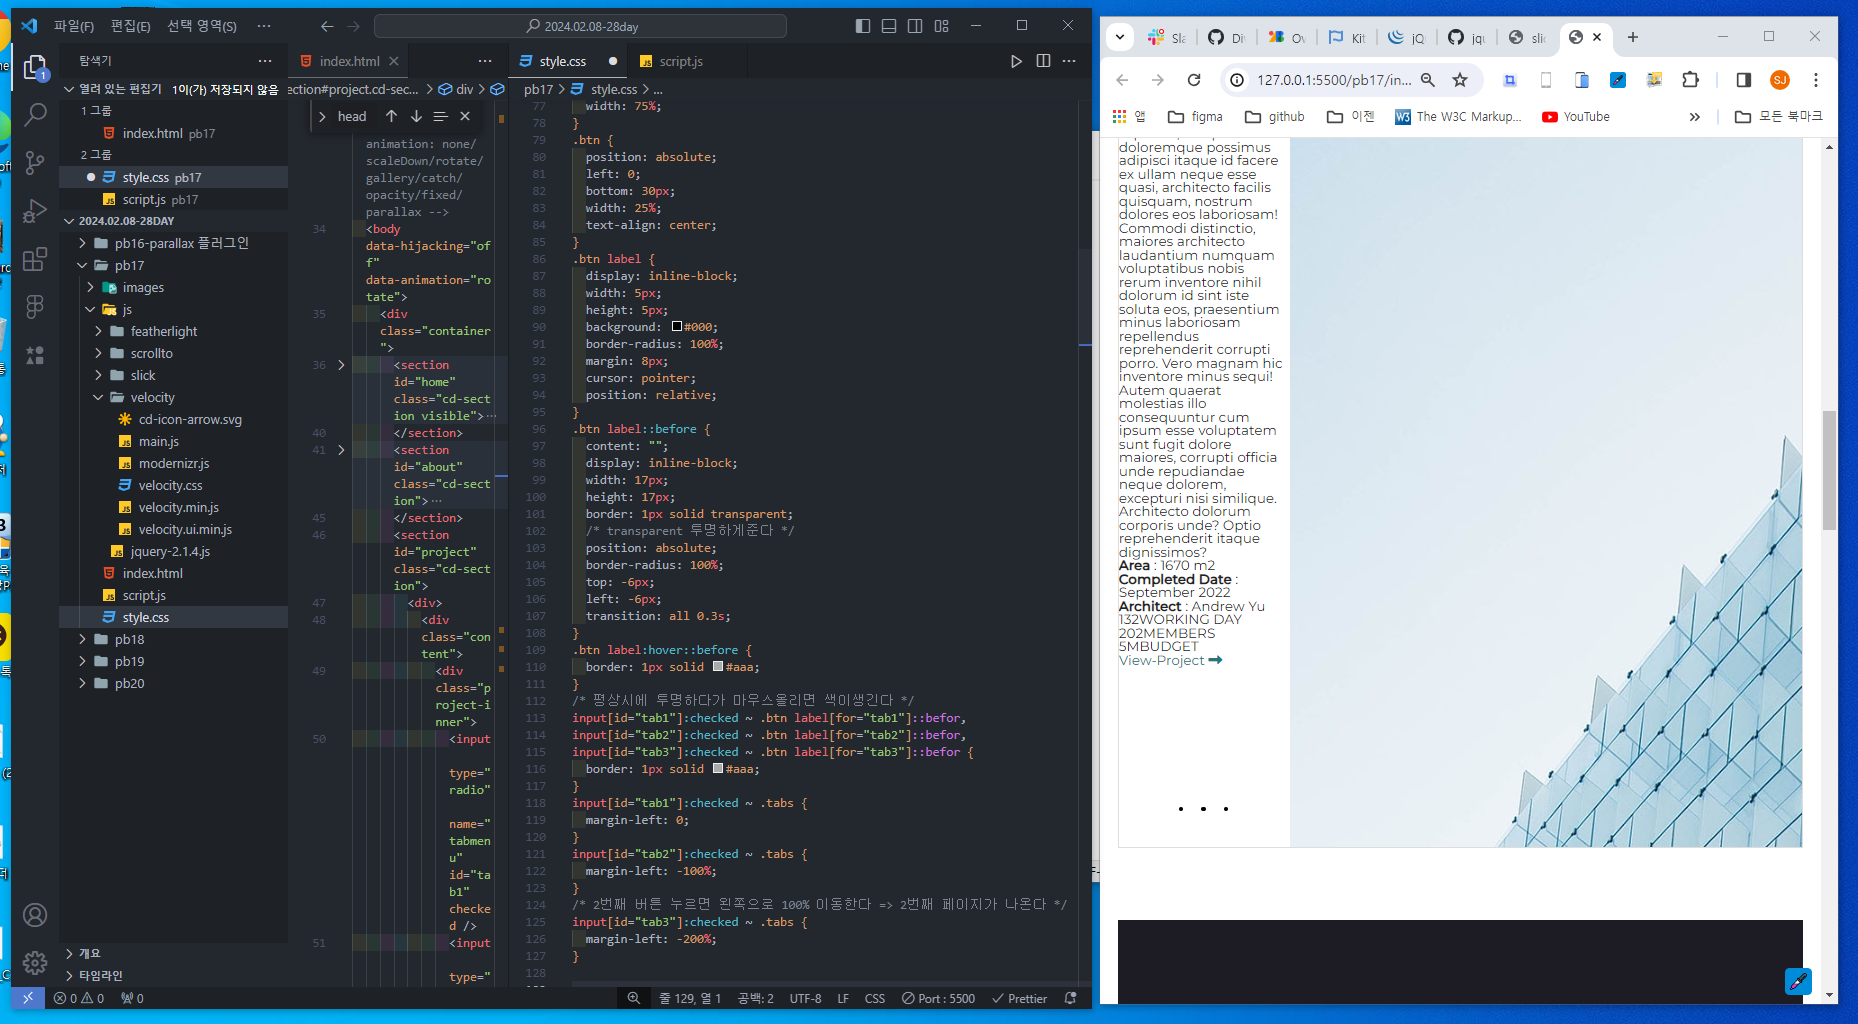 파일(F) 편집(E) 선택 영역(S) ···
2024.02.08-28day
탐색기
열려 있는 편집기 1이(가) 저장되지 않음
1 그룹
index.html pb17
2 그룹
style.css pb17
script.js pb17
2024.02.08-28DAY
pb16-parallax 플러그인
pb17
images
js
featherlight
scrollto
slick
velocity
cd-icon-arrow.svg
main.js
modernizr.js
velocity.css
velocity.min.js
velocity.ui.min.js
jquery-2.1.4.js
index.html
script.js
style.css
pb18
pb19
pb20
개요
타임라인
index.html
ection#project.cd-sec... > div >
head
animation: none/
scaleDown/rotate/
gallery/catch/
opacity/fixed/
parallax -->
34 <body
data-hijacking="of
f"
data-animation="ro
tate">
35 <div
class="container
">
36 <section
id="home"
class="cd-sect
ion visible">···
40 </section>
41 <section
id="about"
class="cd-sect
ion">···
45 </section>
46 <section
id="project"
class="cd-sect
ion">
47 <div>
48 <div
class="con
tent">
49 <div
class="p
roject-i
nner">
50 <input
type="
radio"
name="
tabmen
u"
id="ta
b1"
checke
d />
51 <input
type="
style.css
script.js
pb17 > style.css > ...
77 width: 75%;
78 }
79 .btn {
80 position: absolute;
81 left: 0;
82 bottom: 30px;
83 width: 25%;
84 text-align: center;
85 }
86 .btn label {
87 display: inline-block;
88 width: 5px;
89 height: 5px;
90 background: #000;
91 border-radius: 100%;
92 margin: 8px;
93 cursor: pointer;
94 position: relative;
95 }
96 .btn label::before {
97 content: "";
98 display: inline-block;
99 width: 17px;
100 height: 17px;
101 border: 1px solid transparent;
102 /* transparent 투명하게준다 */
103 position: absolute;
104 border-radius: 100%;
105 top: -6px;
106 left: -6px;
107 transition: all 0.3s;
108 }
109 .btn label:hover::before {
110 border: 1px solid #aaa;
111 }
112 /* 평상시에 투명하다가 마우스올리면 색이생긴다 */
113 input[id="tab1"]:checked ~ .btn label[for="tab1"]::befor,
114 input[id="tab2"]:checked ~ .btn label[for="tab2"]::befor,
115 input[id="tab3"]:checked ~ .btn label[for="tab3"]::befor {
116 border: 1px solid #aaa;
117 }
118 input[id="tab1"]:checked ~ .tabs {
119 margin-left: 0;
120 }
121 input[id="tab2"]:checked ~ .tabs {
122 margin-left: -100%;
123 }
124 /* 2번째 버튼 누르면 왼쪽으로 100% 이동한다 => 2번째 페이지가 나온다 */
125 input[id="tab3"]:checked ~ .tabs {
126 margin-left: -200%;
127 }
128
0 0 0 줄 129, 열 1 공백: 2 UTF-8 LF CSS Port : 5500 Prettier
Sla Di Ov Kit jQ jqu slic
127.0.0.1:5500/pb17/in...
SJ
앱 figma github 이젠 The W3C Markup... YouTube » 모든 북마크
doloremque possimus
adipisci itaque id facere
ex ullam neque esse
quasi, architecto facilis
quisquam, nostrum
dolores eos laboriosam!
Commodi distinctio,
maiores architecto
laudantium numquam
voluptatibus nobis
rerum inventore nihil
dolorum id sint iste
soluta eos, praesentium
minus laboriosam
repellendus
reprehenderit corrupti
porro. Vero magnam hic
inventore minus sequi!
Autem quaerat
molestias illo
consequuntur cum
ipsum esse voluptatem
sunt fugit dolore
maiores, corrupti officia
unde repudiandae
neque dolorem,
excepturi nisi similique.
Architecto dolorum
corporis unde? Optio
reprehenderit itaque
dignissimos?
Area : 1670 m2
Completed Date :
September 2022
Architect : Andrew Yu
132WORKING DAY
202MEMBERS
5MBUDGET
View-Project